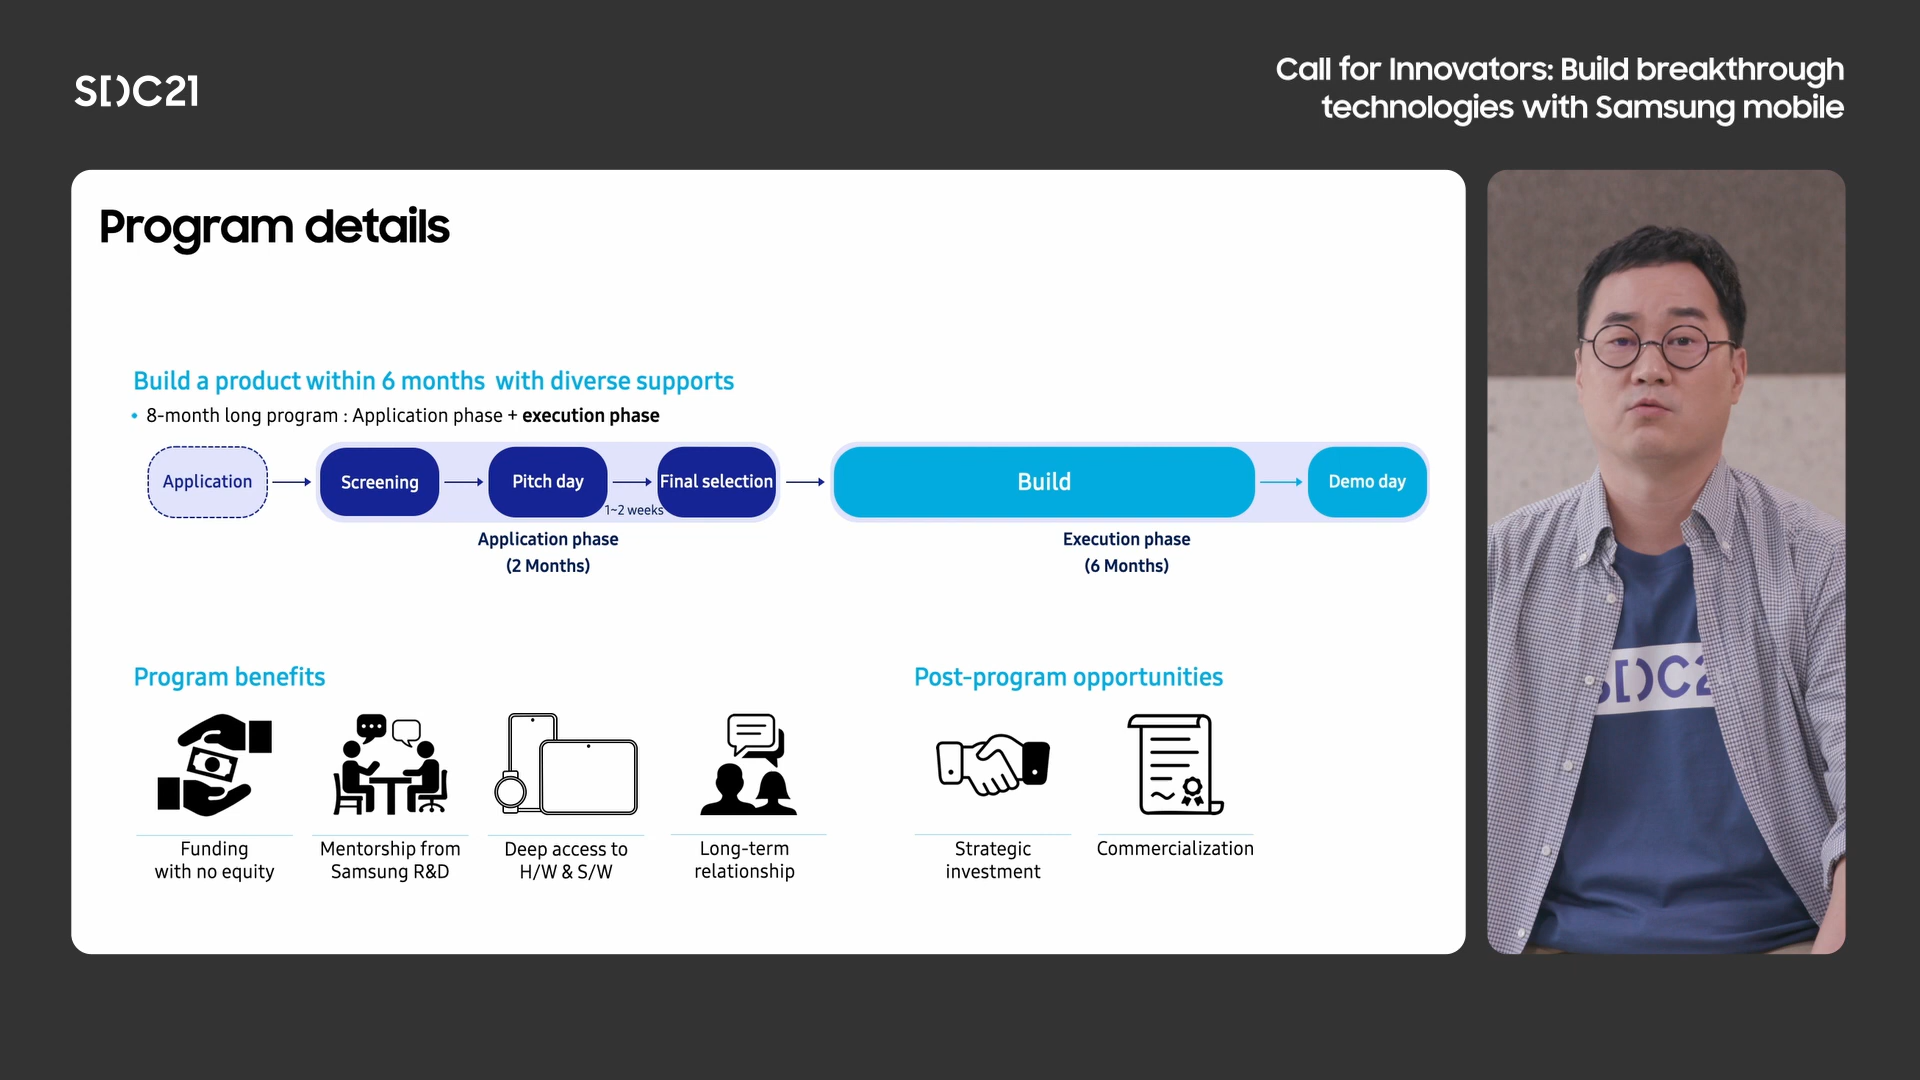 SDC21
Call for Innovators: Build breakthrough
technologies with Samsung mobile
Program details
Build a product within 6 months with diverse supports
• 8-month long program : Application phase + execution phase
Application
Screening
Pitch day
1~2 weeks
Final selection
Build
Demo day
Application phase
(2 Months)
Execution phase
(6 Months)
Program benefits
Funding
with no equity
Mentorship from
Samsung R&D
Deep access to
H/W & S/W
Long-term
relationship
Post-program opportunities
Strategic
investment
Commercialization
SDC2